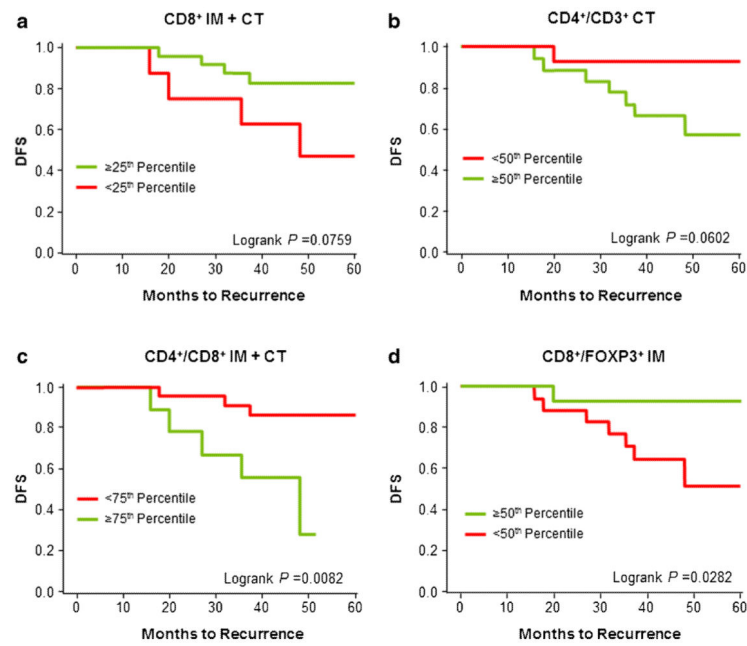 a
CD8⁺ IM + CT
DFS
1.0
0.8
0.6
0.4
0.2
0.0
≥25th Percentile
<25th Percentile
Logrank P =0.0759
0 10 20 30 40 50 60
Months to Recurrence
b
CD4⁺/CD3⁺ CT
DFS
1.0
0.8
0.6
0.4
0.2
0.0
<50th Percentile
≥50th Percentile
Logrank P =0.0602
0 10 20 30 40 50 60
Months to Recurrence
c
CD4⁺/CD8⁺ IM + CT
DFS
1.0
0.8
0.6
0.4
0.2
0.0
<75th Percentile
≥75th Percentile
Logrank P =0.0082
0 10 20 30 40 50 60
Months to Recurrence
d
CD8⁺/FOXP3⁺ IM
DFS
1.0
0.8
0.6
0.4
0.2
0.0
≥50th Percentile
<50th Percentile
Logrank P =0.0282
0 10 20 30 40 50 60
Months to Recurrence